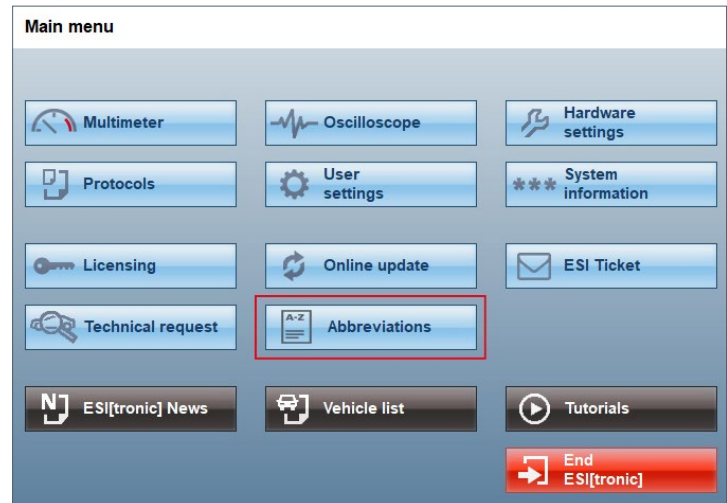 Main menu
Multimeter
Oscilloscope
Hardware
settings
Protocols
User
settings
***
System
information
Licensing
Online update
ESI Ticket
Technical request
A-Z
Abbreviations
N
ESI[tronic] News
Vehicle list
Tutorials
End
ESI[tronic]